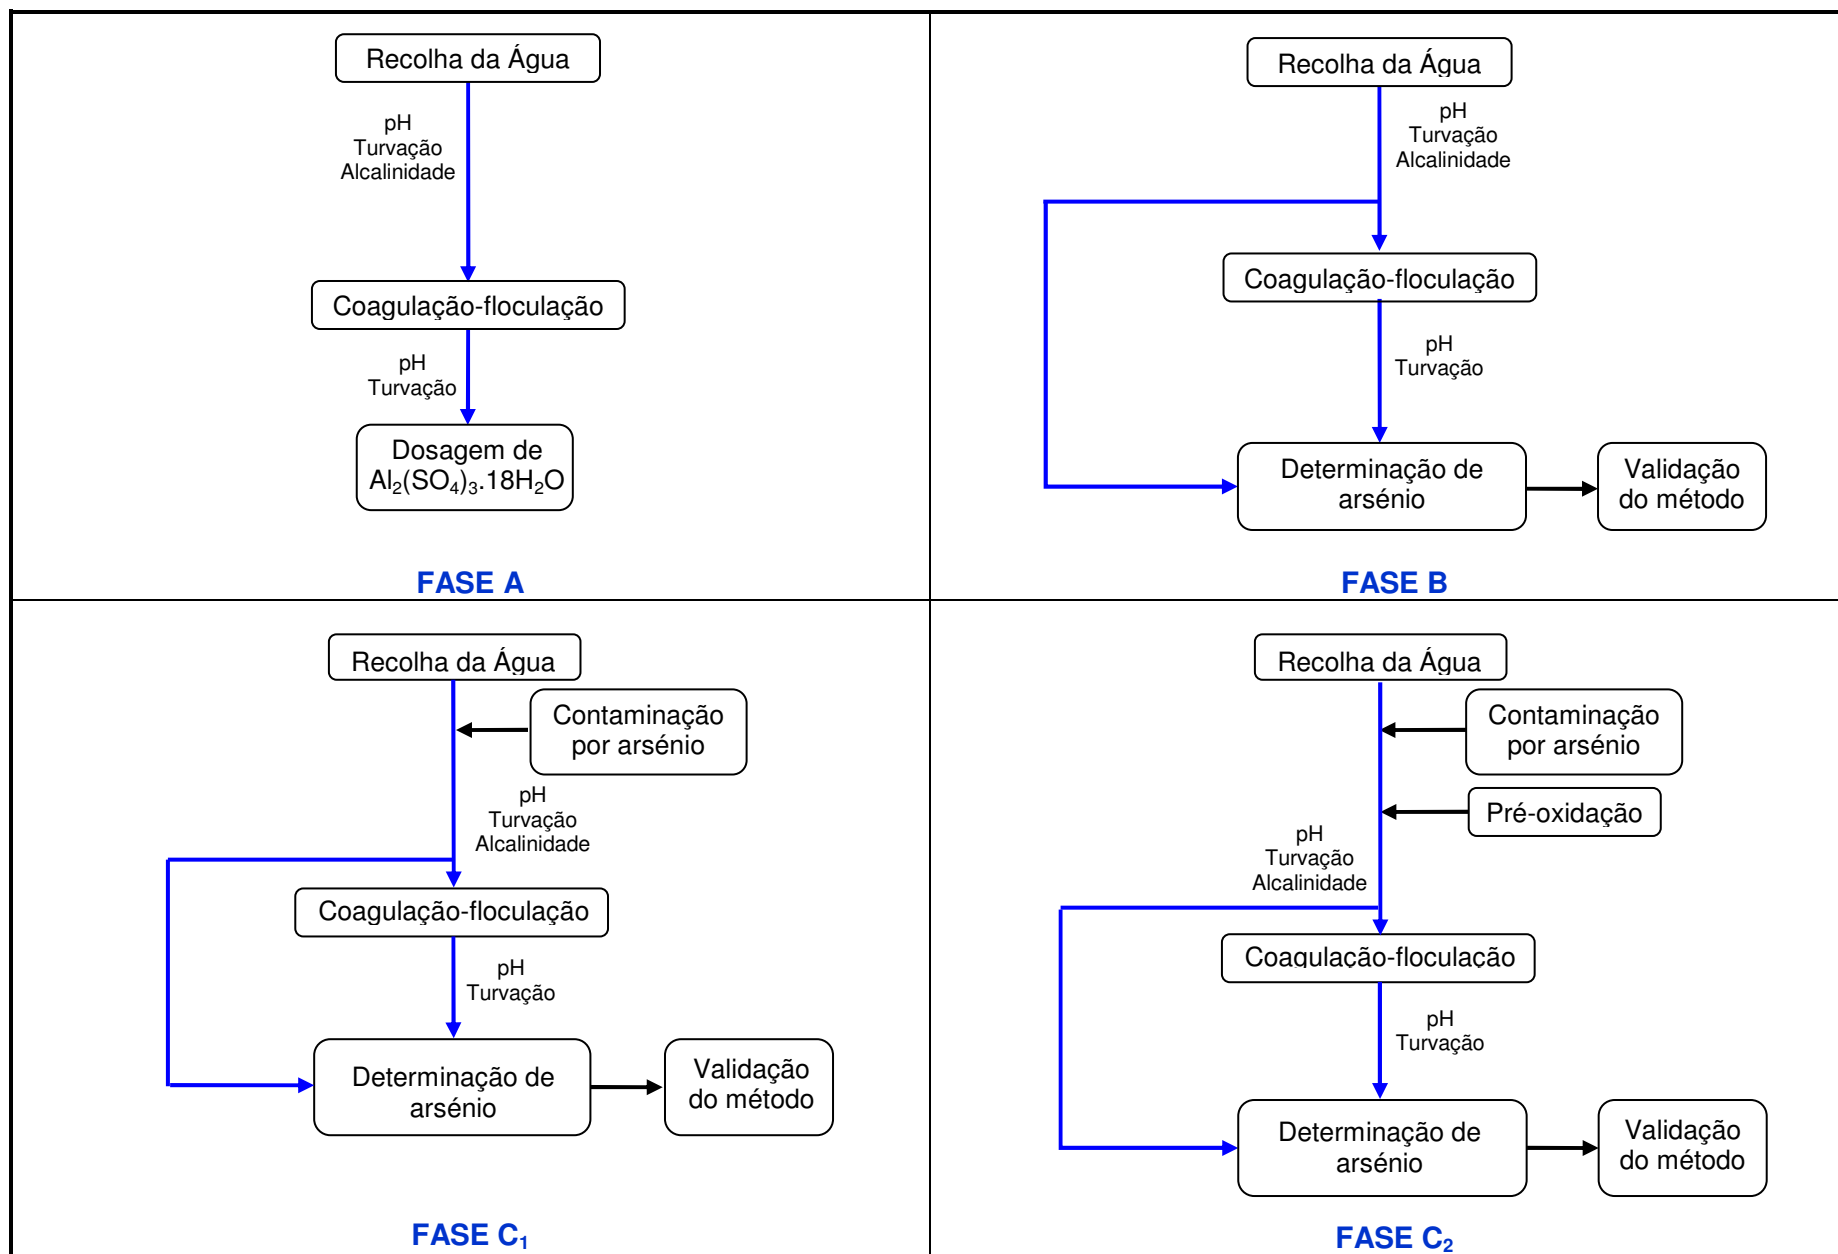 Recolha da Água
pH
Turvação
Alcalinidade
Coagulação-floculação
pH
Turvação
Dosagem de
Al₂(SO₄)₃.18H₂O
FASE A
Recolha da Água
pH
Turvação
Alcalinidade
Coagulação-floculação
pH
Turvação
Determinação de
arsénio
Validação
do método
FASE B
Recolha da Água
Contaminação
por arsénio
pH
Turvação
Alcalinidade
Coagulação-floculação
pH
Turvação
Determinação de
arsénio
Validação
do método
FASE C₁
Recolha da Água
Contaminação
por arsénio
Pré-oxidação
pH
Turvação
Alcalinidade
Coagulação-floculação
pH
Turvação
Determinação de
arsénio
Validação
do método
FASE C₂